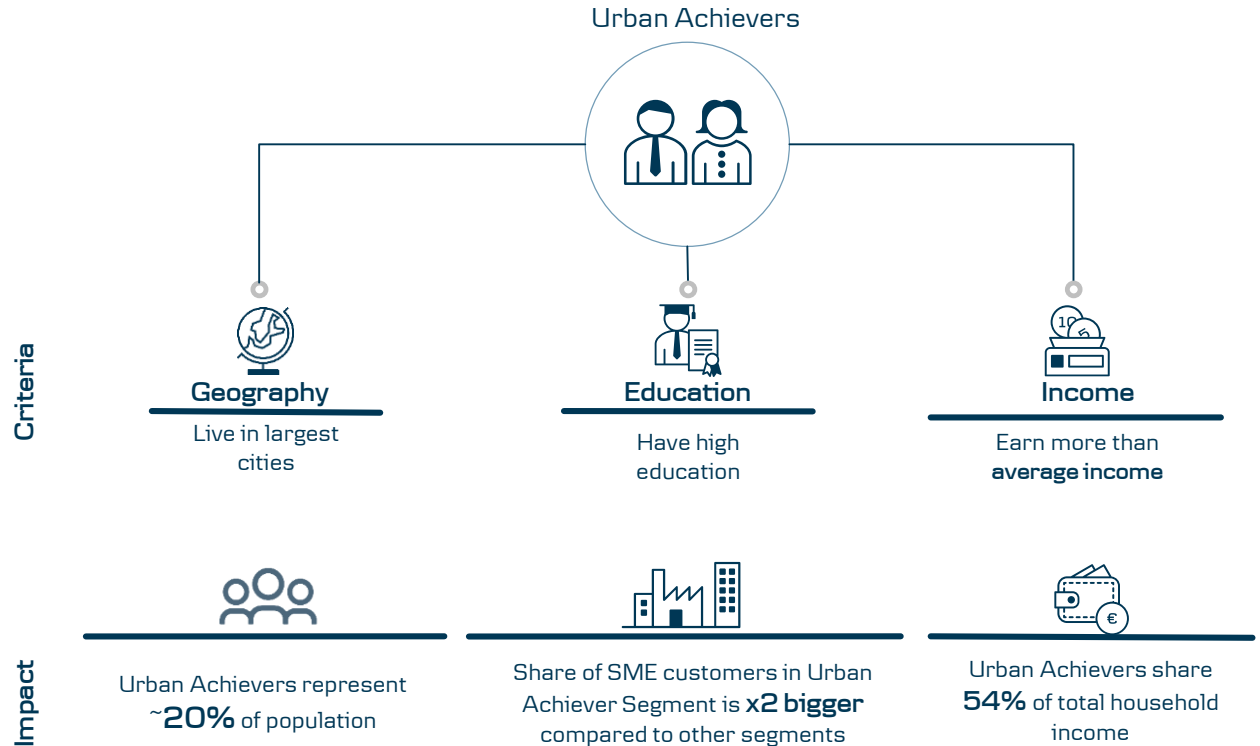 Urban Achievers
10
5
Criteria
Geography
Live in largest
cities
Education
Have high
education
Income
Earn more than
average income
€
Impact
Urban Achievers represent
~20% of population
Share of SME customers in Urban
Achiever Segment is x2 bigger
compared to other segments
Urban Achievers share
54% of total household
income